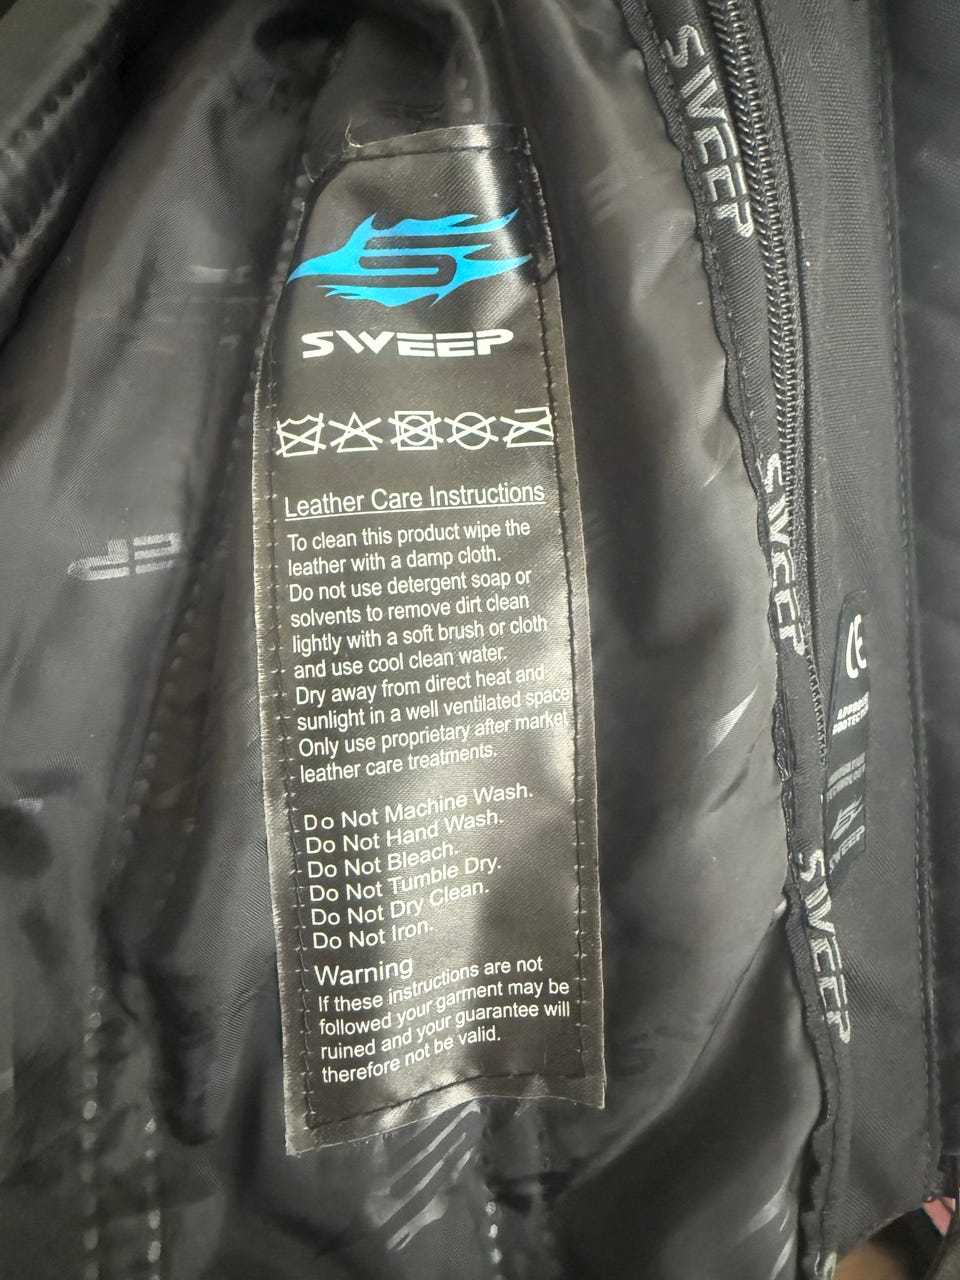 SWEEP
SWEEP
Leather Care Instructions
To clean this product wipe the
leather with a damp cloth.
Do not use detergent soap or
solvents to remove dirt clean
lightly with a soft brush or cloth
and use cool clean water.
Dry away from direct heat and
sunlight in a well ventilated space
Only use proprietary after market
leather care treatments.
Do Not Machine Wash.
Do Not Hand Wash.
Do Not Bleach.
Do Not Tumble Dry.
Do Not Dry Clean.
Do Not Iron.
Warning
If these instructions are not
followed your garment may be
ruined and your guarantee will
therefore not be valid.
SWEEP
CE
SWEEP
SWEEP